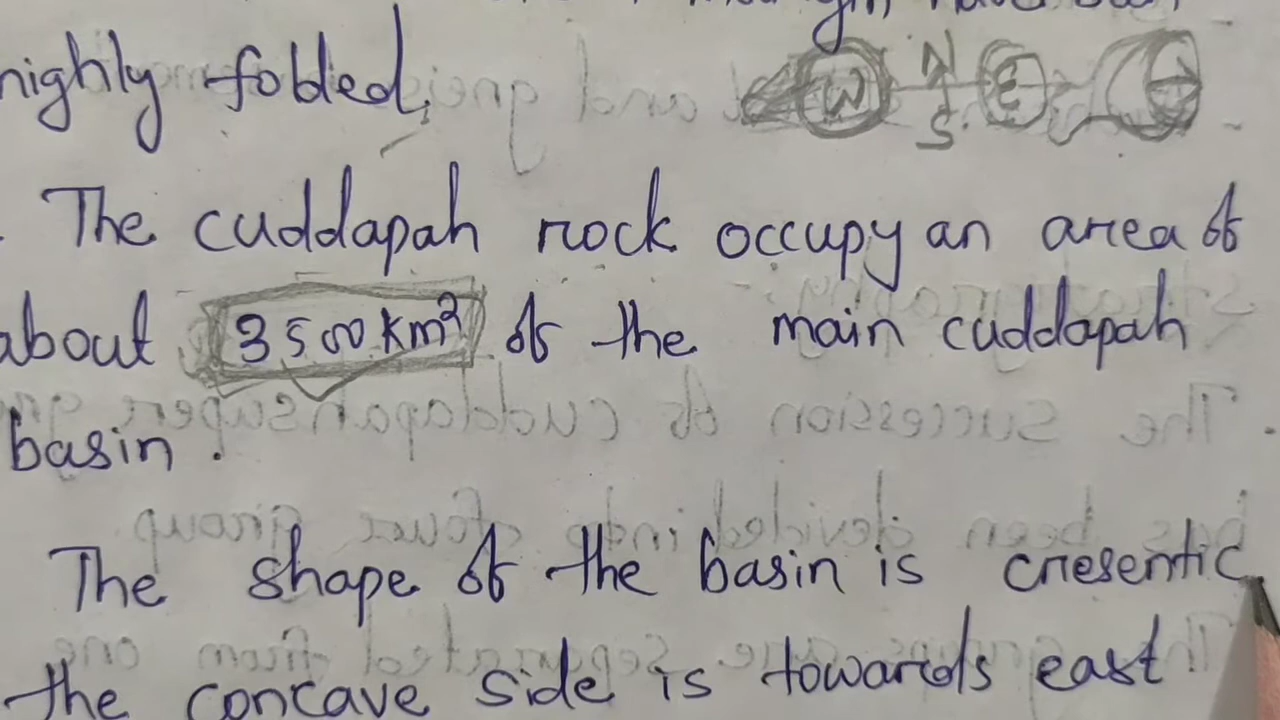 highly folded.
W N S E
The cuddapah rock occupy an area of
about 3500 km² of the main cuddapah
basin.
The shape of the basin is cresentic
the concave side is towards east